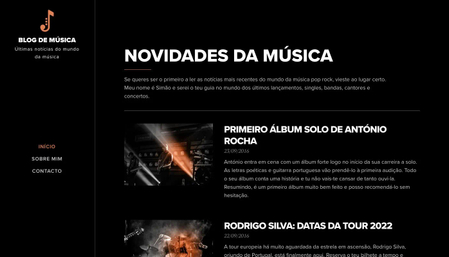 BLOG DE MÚSICA
Últimas notícias do mundo
da música
INÍCIO
SOBRE MIM
CONTACTO
NOVIDADES DA MÚSICA
Se queres ser o primeiro a ler as notícias mais recentes do mundo da música pop rock, vieste ao lugar certo.
Meu nome é Simão e serei o teu guia no mundo dos últimos lançamentos, singles, bandas, cantores e
concertos.
PRIMEIRO ÁLBUM SOLO DE ANTÓNIO
ROCHA
23/09/2016
António entra em cena com um álbum forte logo no início da sua carreira a solo.
As letras poéticas e guitarra portuguesa vão prendê-lo à primeira audição. Todo
o seu álbum conta uma história e tu não vais-te cansar de tanto ouvi-la.
Resumindo, é um primeiro álbum muito bem feito e posso recomendá-lo sem
hesitação.
RODRIGO SILVA: DATAS DA TOUR 2022
22/09/2016
A tour europeia há muito aguardada da estrela em ascensão, Rodrigo Silva,
oriundo de Portugal, está finalmente aqui. Reserva o teu bilhete a tempo e